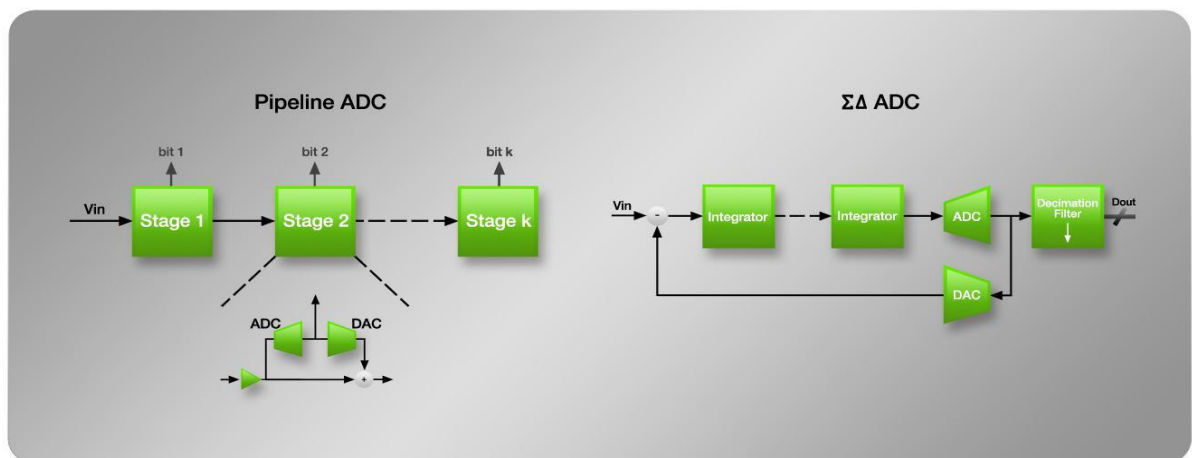 Pipeline ADC
bit 1
bit 2
bit k
Vin
Stage 1
Stage 2
Stage k
ADC
DAC
+
ΣΔ ADC
Vin
-
Integrator
Integrator
ADC
Decimation
Filter
Dout
DAC